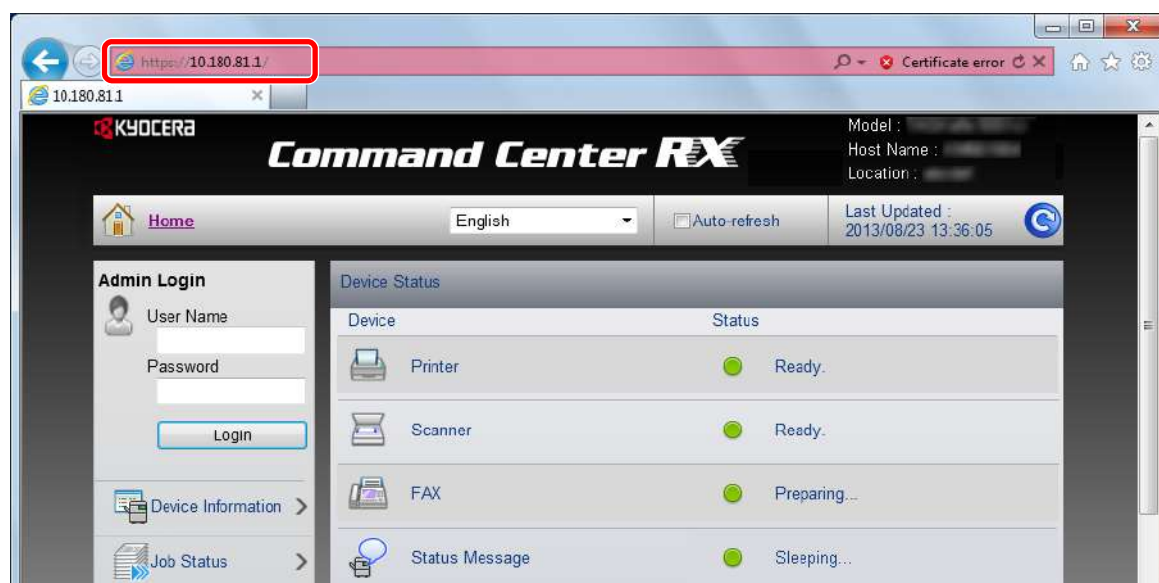 https://10.180.81.1/
Certificate error
10.180.81.1
KYOCERA
Command Center RX
Model :
Host Name :
Location :
Home
English
Auto-refresh
Last Updated :
2013/08/23 13:36:05
Admin Login
User Name
Password
Login
Device Information
Job Status
Device Status
Device Status
Printer Ready.
Scanner Ready.
FAX Preparing...
Status Message Sleeping...